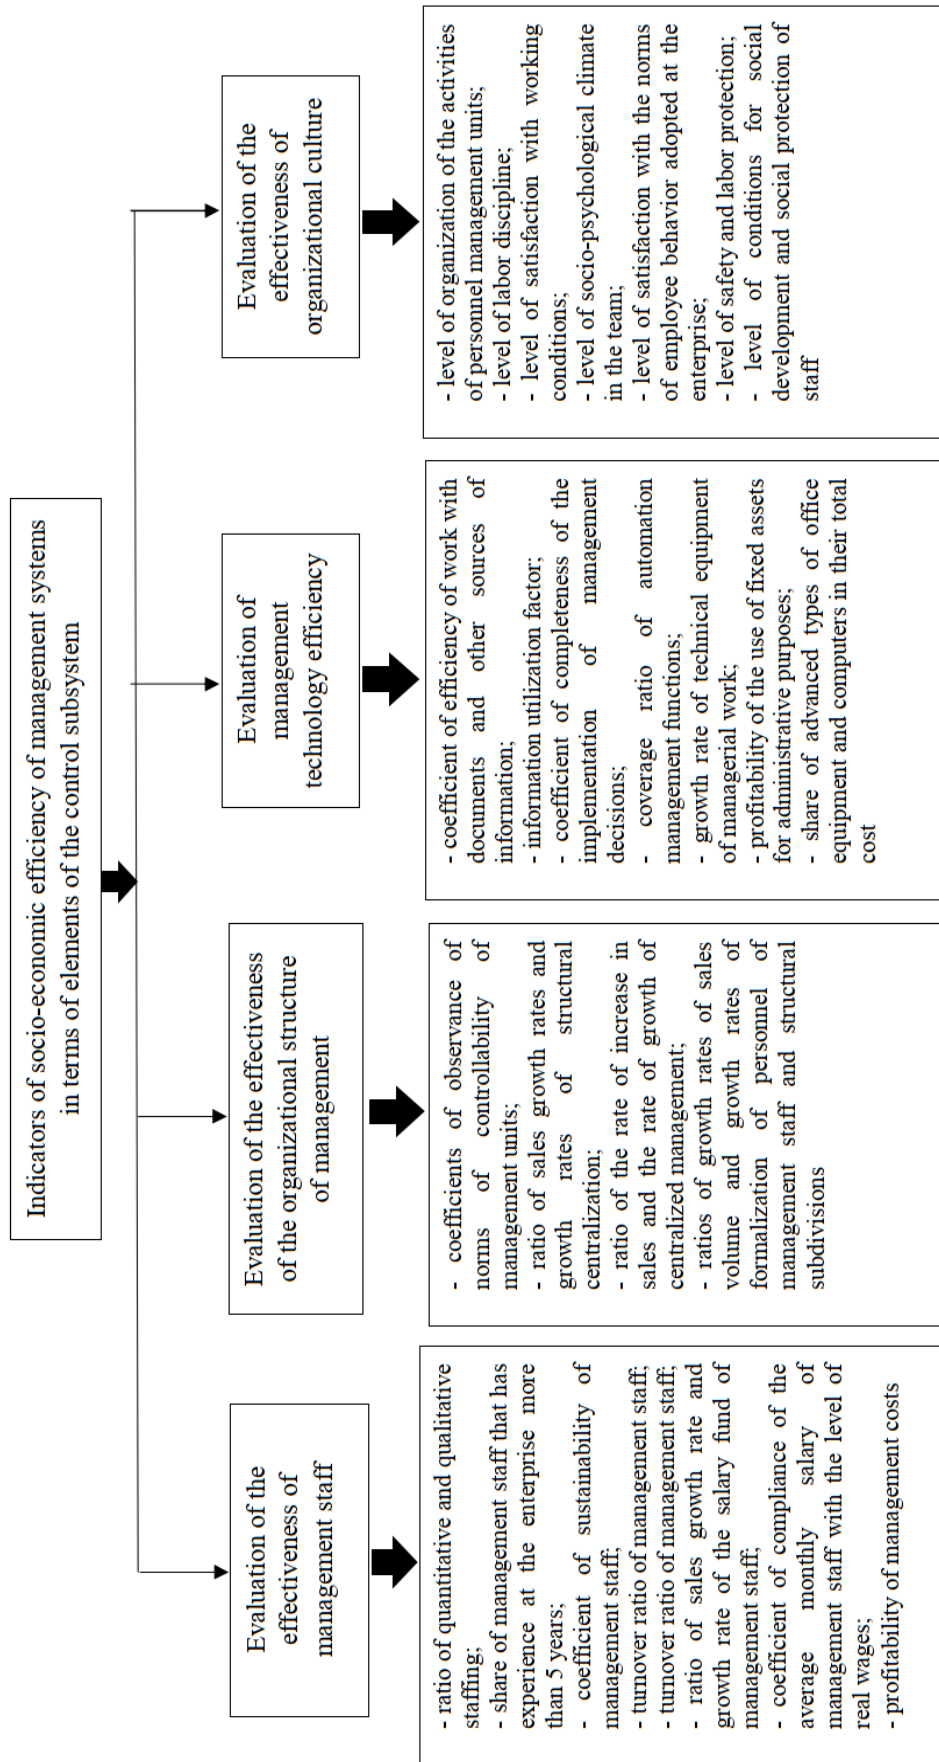 Indicators of socio-economic efficiency of management systems
in terms of elements of the control subsystem
Evaluation of the
effectiveness of
management staff
- ratio of quantitative and qualitative
staffing;
- share of management staff that has
experience at the enterprise more
than 5 years;
- coefficient of sustainability of
management staff;
- turnover ratio of management staff;
- turnover ratio of management staff;
- ratio of sales growth rate and
growth rate of the salary fund of
management staff;
- coefficient of compliance of the
average monthly salary of
management staff with the level of
real wages;
- profitability of management costs
Evaluation of the effectiveness
of the organizational structure
of management
- coefficients of observance of
norms of controllability of
management units;
- ratio of sales growth rates and
growth rates of structural
centralization;
- ratio of the rate of increase in
sales and the rate of growth of
centralized management;
- ratios of growth rates of sales
volume and growth rates of
formalization of personnel of
management staff and structural
subdivisions
Evaluation of
management
technology efficiency
- coefficient of efficiency of work with
documents and other sources of
information;
- information utilization factor;
- coefficient of completeness of the
implementation of management
decisions;
- coverage ratio of automation
management functions;
- growth rate of technical equipment
of managerial work;
- profitability of the use of fixed assets
for administrative purposes;
- share of advanced types of office
equipment and computers in their total
cost
Evaluation of the
effectiveness of
organizational culture
- level of organization of the activities
of personnel management units;
- level of labor discipline;
- level of satisfaction with working
conditions;
- level of socio-psychological climate
in the team;
- level of satisfaction with the norms
of employee behavior adopted at the
enterprise;
- level of safety and labor protection;
- level of conditions for social
development and social protection of
staff